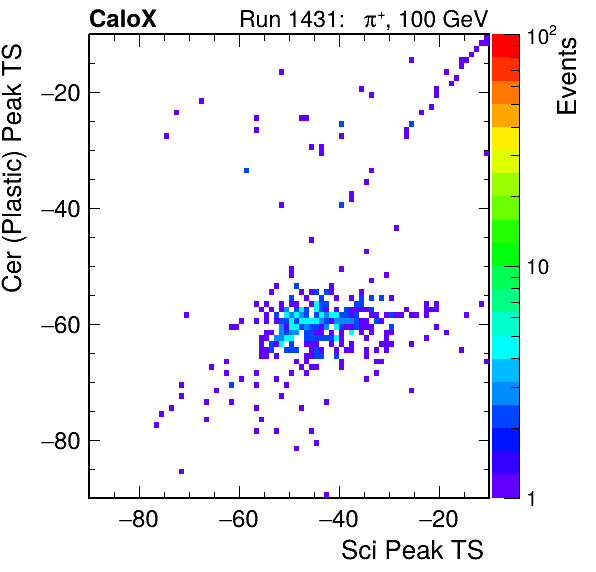 CaloX Run 1431: π⁺, 100 GeV
Cer (Plastic) Peak TS
−20
−40
−60
−80
−80 −60 −40 −20
Sci Peak TS
10²
10
1
Events